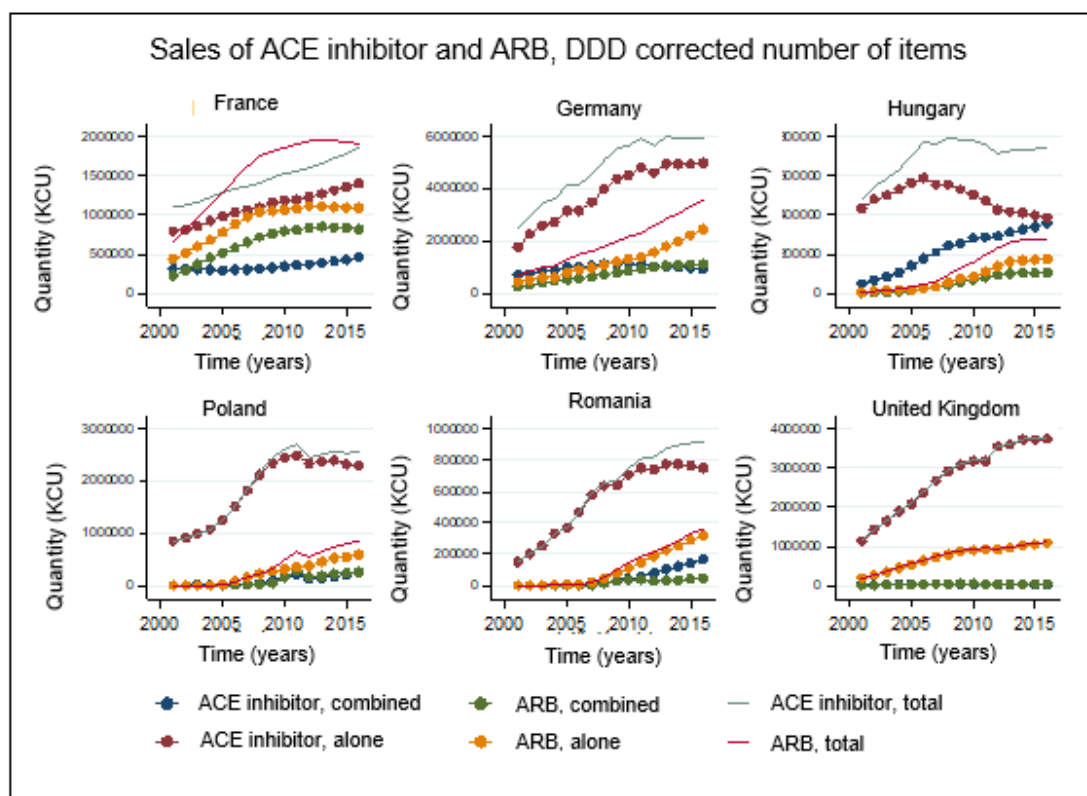 Sales of ACE inhibitor and ARB, DDD corrected number of items
France
Quantity (KCU)
2000000
1500000
1000000
500000
0
2000 2005 2010 2015
Time (years)
Germany
Quantity (KCU)
6000000
4000000
2000000
0
2000 2005 2010 2015
Time (years)
Hungary
Quantity (KCU)
0
2000 2005 2010 2015
Time (years)
Poland
Quantity (KCU)
3000000
2000000
1000000
0
2000 2005 2010 2015
Time (years)
Romania
Quantity (KCU)
1000000
800000
600000
400000
200000
0
2000 2005 2010 2015
Time (years)
United Kingdom
Quantity (KCU)
4000000
3000000
2000000
1000000
0
2000 2005 2010 2015
Time (years)
ACE inhibitor, combined
ARB, combined
ACE inhibitor, total
ACE inhibitor, alone
ARB, alone
ARB, total